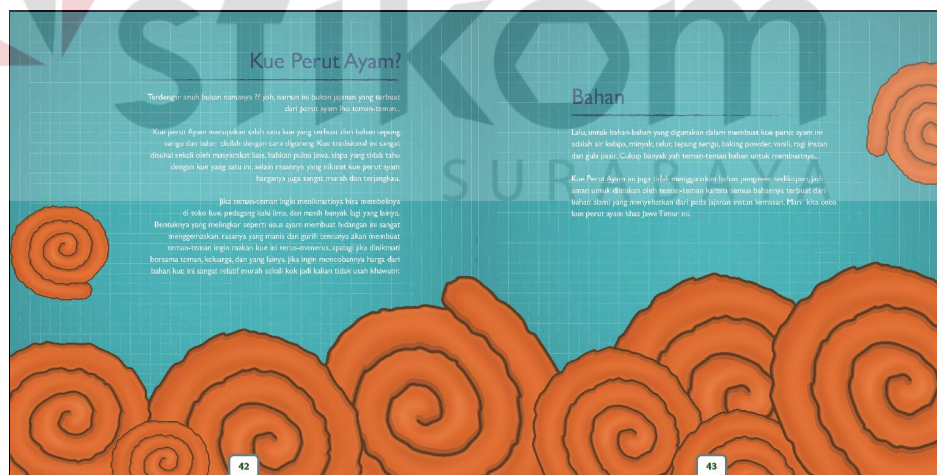 stikom
SURABAYA
Kue Perut Ayam?
Terdengar aneh bukan namanya ?? yah, namun ini bukan jajanan yang terbuat
dari perut ayam lho teman-teman.
Kue perut Ayam merupakan salah satu kue yang terbuat dari bahan tepung
terigu dan telur, diolah dengan cara digoreng. Kue tradisional ini sangat
disukai sekali oleh masyarakat luas, bahkan pulau jawa, siapa yang tidak tahu
dengan kue yang satu ini, selain rasannya yang nikmat kue perut ayam
harganya juga sangat murah dan terjangkau.
Jika teman-teman ingin menikmatinya bisa membelinya
di toko kue, pedagang kaki lima, dan masih banyak lagi yang lainya.
Bentuknya yang melingkar seperti usus ayam membuat hidangan ini sangat
menggemaskan, rasanya yang manis dan gurih tentunya akan membuat
teman-teman ingin makan kue ini terus-menerus, apalagi jika dinikmati
bersama teman, keluarga, dan yang lainya. jika ingin mencobannya harga dari
bahan kue ini sangat relatif murah sekali kok jadi kalian tidak usah khawatir.
42
Bahan
Lalu, untuk bahan-bahan yang digunakan dalam membuat kue perut ayam ini
adalah air kelapa, minyak, telur, tepung terigu, baking powder, vanili, ragi instan
dan gula pasir. Cukup banyak yah teman-teman bahan untuk membuatnya.
Kue Perut Ayam ini juga tidak menggunakan bahan pengawet sedikitpun, jadi
aman untuk dimakan oleh teman-teman karena semua bahannya terbuat dari
bahan alami yang menyehatkan dari pada jajanan instan kemasan. Mari kita coba
kue perut ayam khas Jawa Timur ini.
43